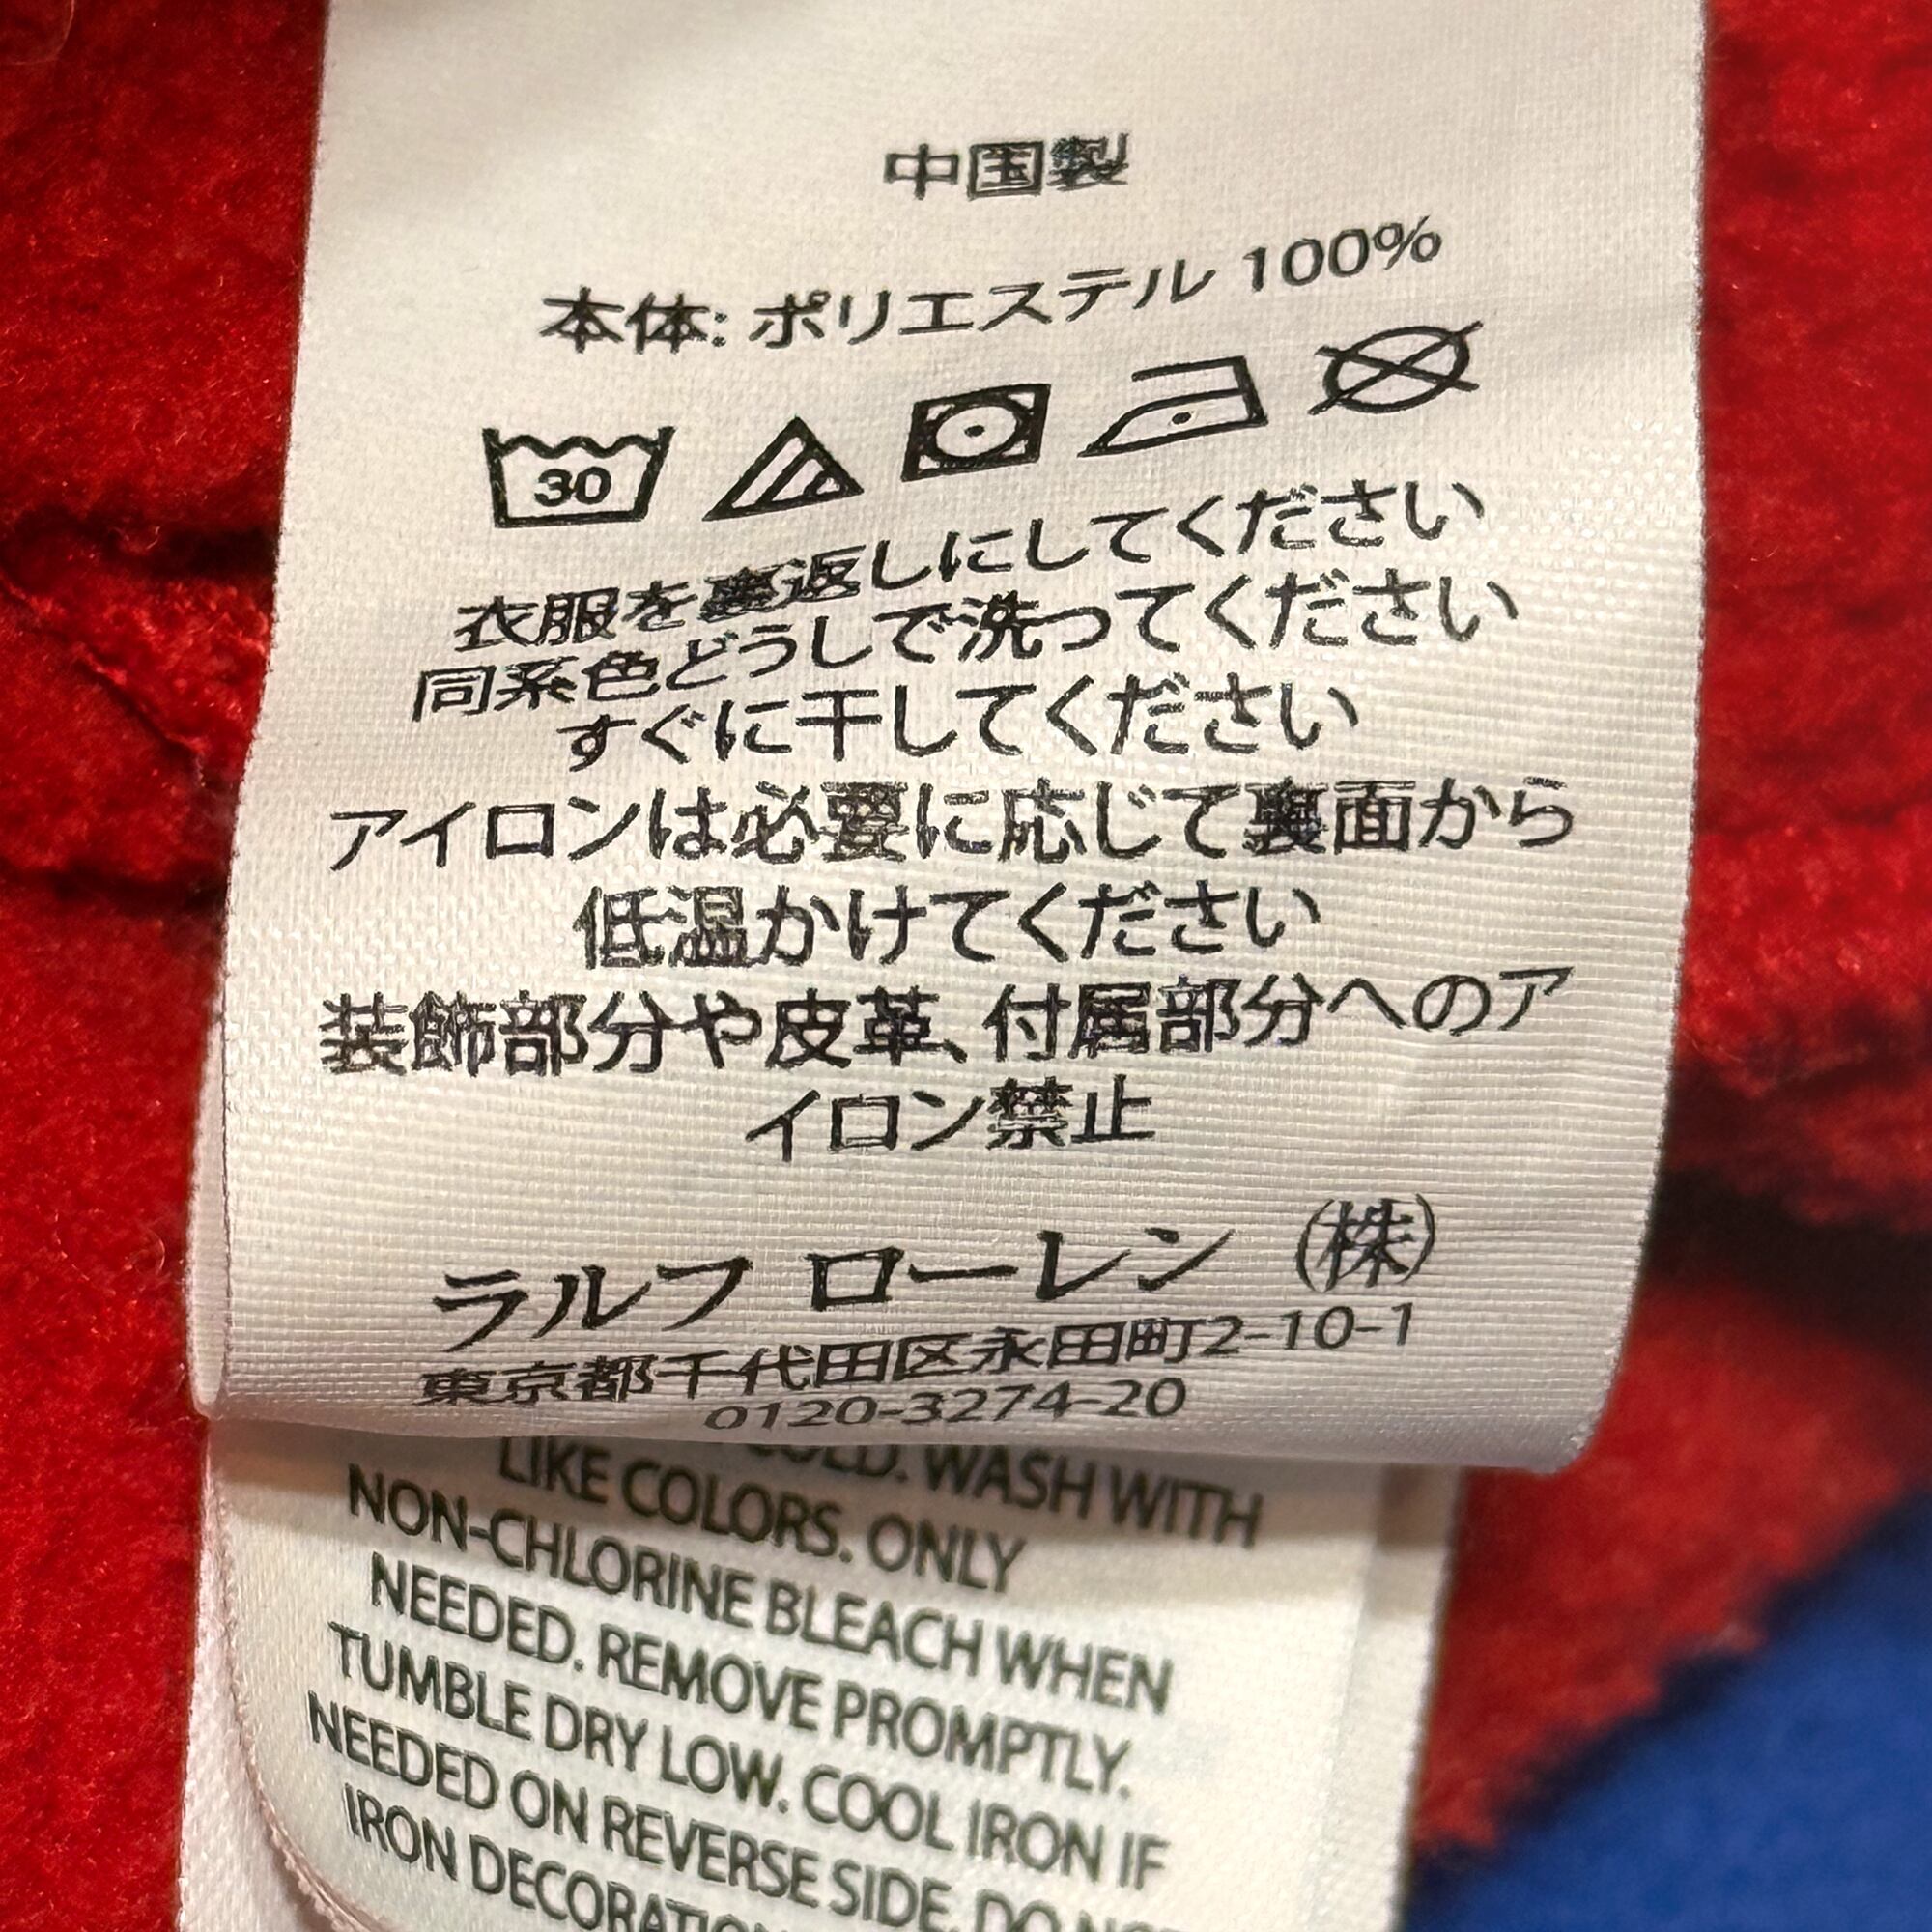 中国製
本体: ポリエステル 100%
30
衣服を裏返しにしてください
同系色どうしで洗ってください
すぐに干してください
アイロンは必要に応じて裏面から
低温かけてください
装飾部分や皮革、付属部分へのア
イロン禁止
ラルフ ローレン (株)
東京都千代田区永田町2-10-1
0120-3274-20
COLD. WASH WITH
LIKE COLORS. ONLY
NON-CHLORINE BLEACH WHEN
NEEDED. REMOVE PROMPTLY.
TUMBLE DRY LOW. COOL IRON IF
NEEDED ON REVERSE SIDE. DO NOT
IRON DECORATION